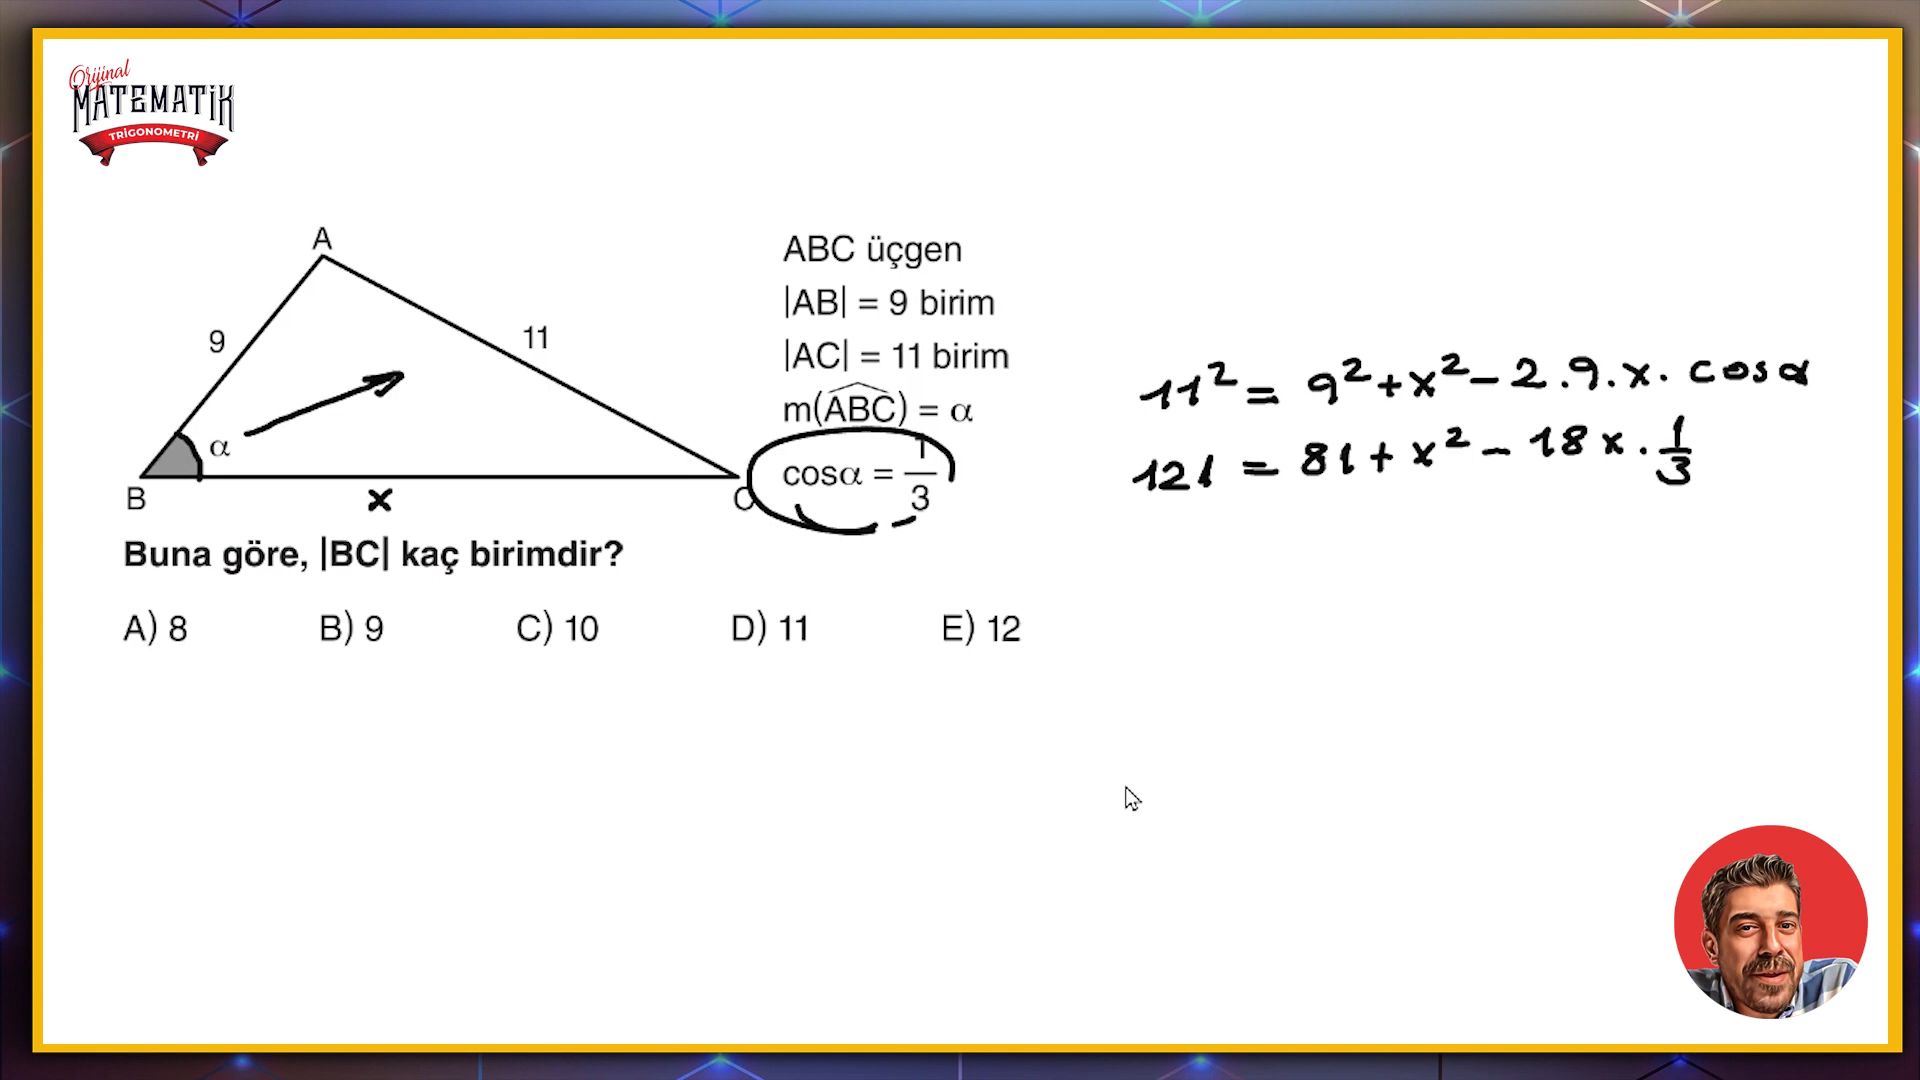 Orijinal
MATEMATİK
TRİGONOMETRİ
A
9
11
α
B
x
C
ABC üçgen
|AB| = 9 birim
|AC| = 11 birim
m(ABC) = α
cosα = 1/3
11² = 9² + x² - 2.9.x. cosα
121 = 81 + x² - 18x . 1/3
Buna göre, |BC| kaç birimdir?
A) 8 B) 9 C) 10 D) 11 E) 12